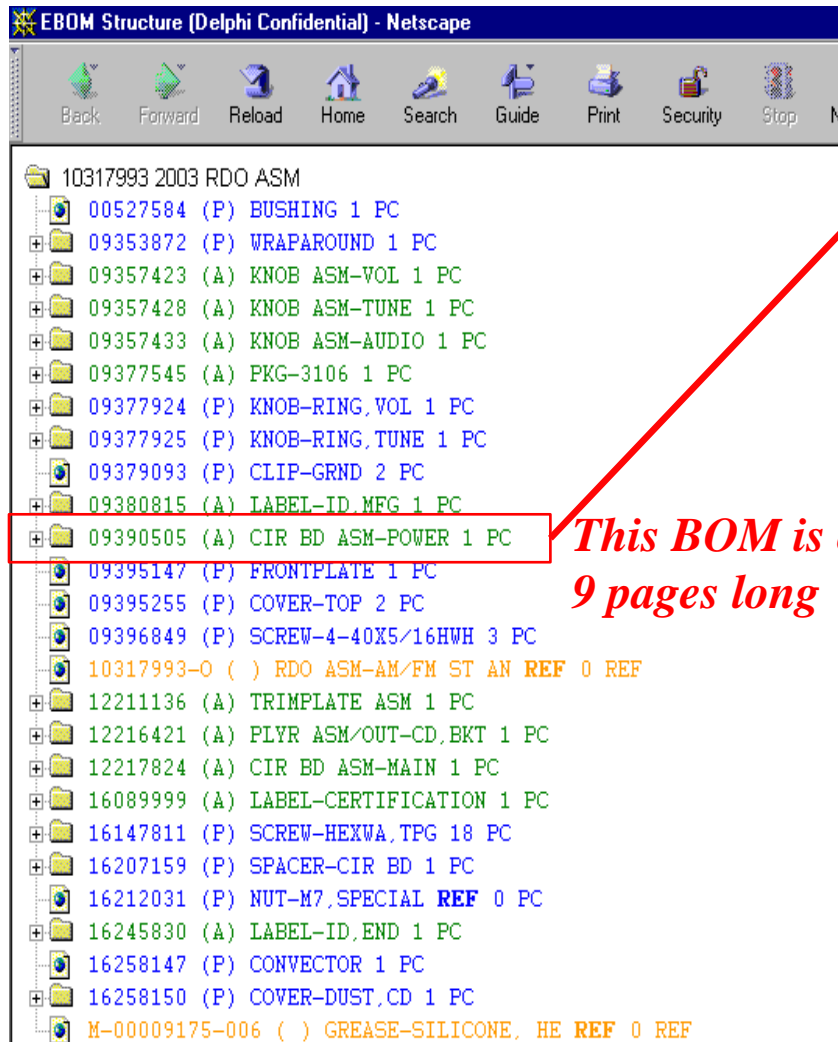 EBOM Structure (Delphi Confidential) - Netscape
Back Forward Reload Home Search Guide Print Security Stop N
10317993 2003 RDO ASM
00527584 (P) BUSHING 1 PC
09353872 (P) WRAPAROUND 1 PC
09357423 (A) KNOB ASM-VOL 1 PC
09357428 (A) KNOB ASM-TUNE 1 PC
09357433 (A) KNOB ASM-AUDIO 1 PC
09377545 (A) PKG-3106 1 PC
09377924 (P) KNOB-RING,VOL 1 PC
09377925 (P) KNOB-RING,TUNE 1 PC
09379093 (P) CLIP-GRND 2 PC
09380815 (A) LABEL-ID,MFG 1 PC
09390505 (A) CIR BD ASM-POWER 1 PC
This BOM is
9 pages long
09395147 (P) FRONTPLATE 1 PC
09395255 (P) COVER-TOP 2 PC
09396849 (P) SCREW-4-40X5/16HWH 3 PC
10317993-O ( ) RDO ASM-AM/FM ST AN REF 0 REF
12211136 (A) TRIMPLATE ASM 1 PC
12216421 (A) PLYR ASM/OUT-CD,BKT 1 PC
12217824 (A) CIR BD ASM-MAIN 1 PC
16089999 (A) LABEL-CERTIFICATION 1 PC
16147811 (P) SCREW-HEXWA,TPG 18 PC
16207159 (P) SPACER-CIR BD 1 PC
16212031 (P) NUT-M7,SPECIAL REF 0 PC
16245830 (A) LABEL-ID,END 1 PC
16258147 (P) CONVECTOR 1 PC
16258150 (P) COVER-DUST,CD 1 PC
M-00009175-006 ( ) GREASE-SILICONE, HE REF 0 REF